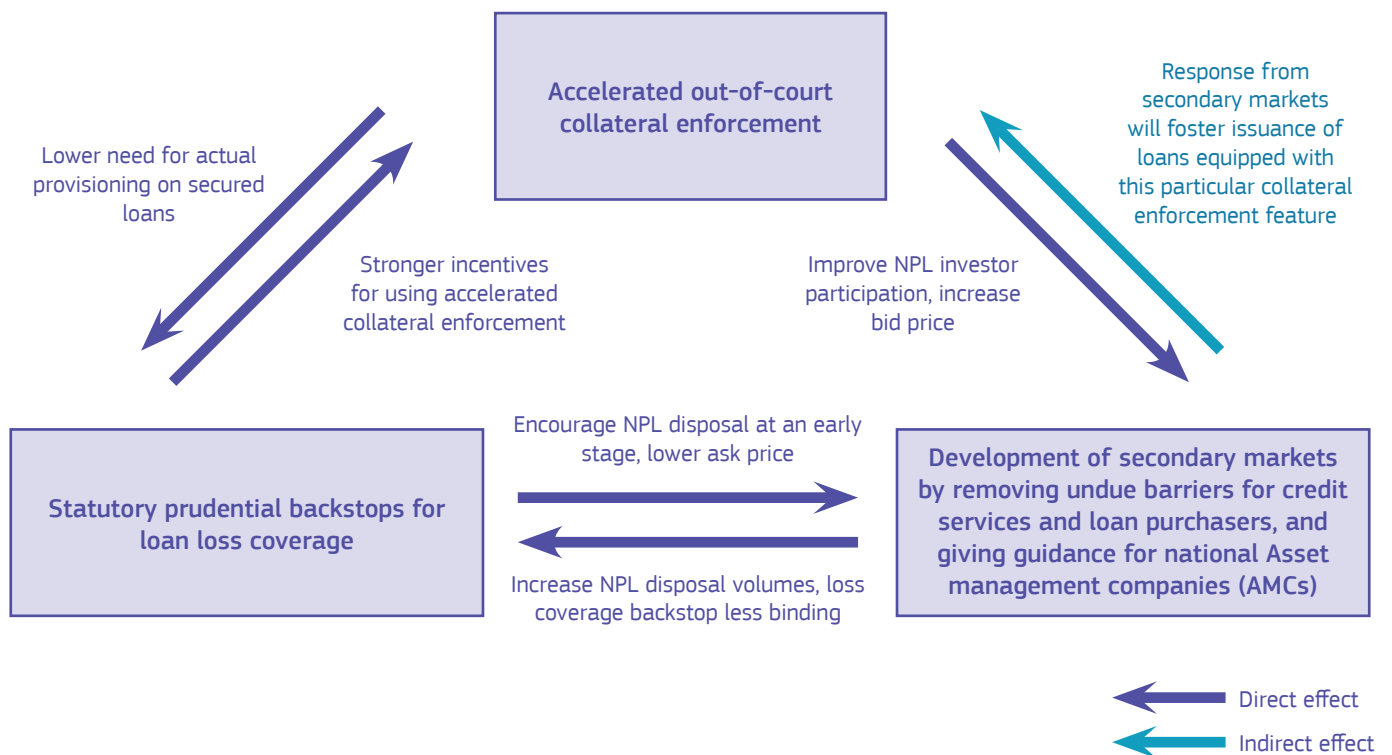 Accelerated out-of-court
collateral enforcement
Response from
secondary markets
will foster issuance of
loans equipped with
this particular collateral
enforcement feature
Lower need for actual
provisioning on secured
loans
Stronger incentives
for using accelerated
collateral enforcement
Improve NPL investor
participation, increase
bid price
Statutory prudential backstops for
loan loss coverage
Encourage NPL disposal at an early
stage, lower ask price
Increase NPL disposal volumes, loss
coverage backstop less binding
Development of secondary markets
by removing undue barriers for credit
services and loan purchasers, and
giving guidance for national Asset
management companies (AMCs)
Direct effect
Indirect effect